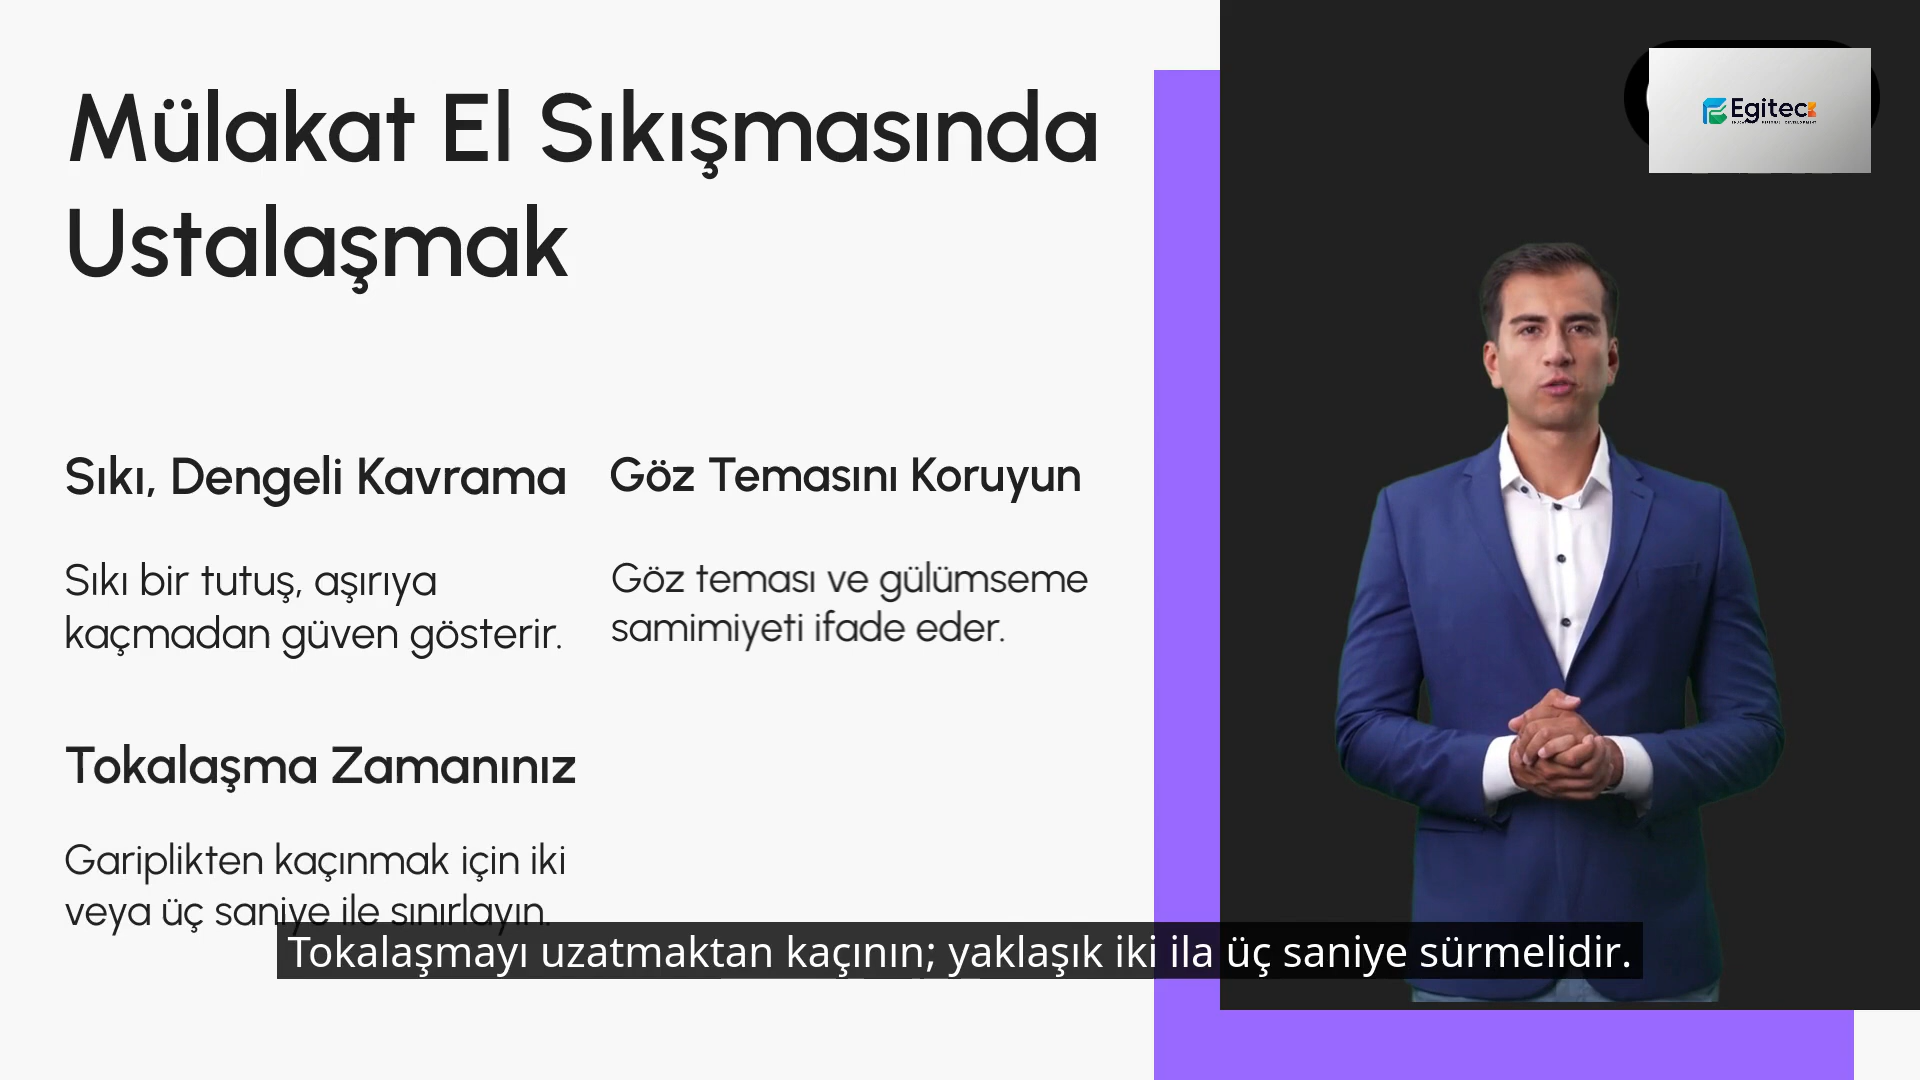 Mülakat El Sıkışmasında
Ustalaşmak
Egitec
Sıkı, Dengeli Kavrama
Sıkı bir tutuş, aşırıya
kaçmadan güven gösterir.
Göz Temasını Koruyun
Göz teması ve gülümseme
samimiyeti ifade eder.
Tokalaşma Zamanınız
Gariplikten kaçınmak için iki
veya üç saniye ile sınırlayın.
Tokalaşmayı uzatmaktan kaçının; yaklaşık iki ila üç saniye sürmelidir.